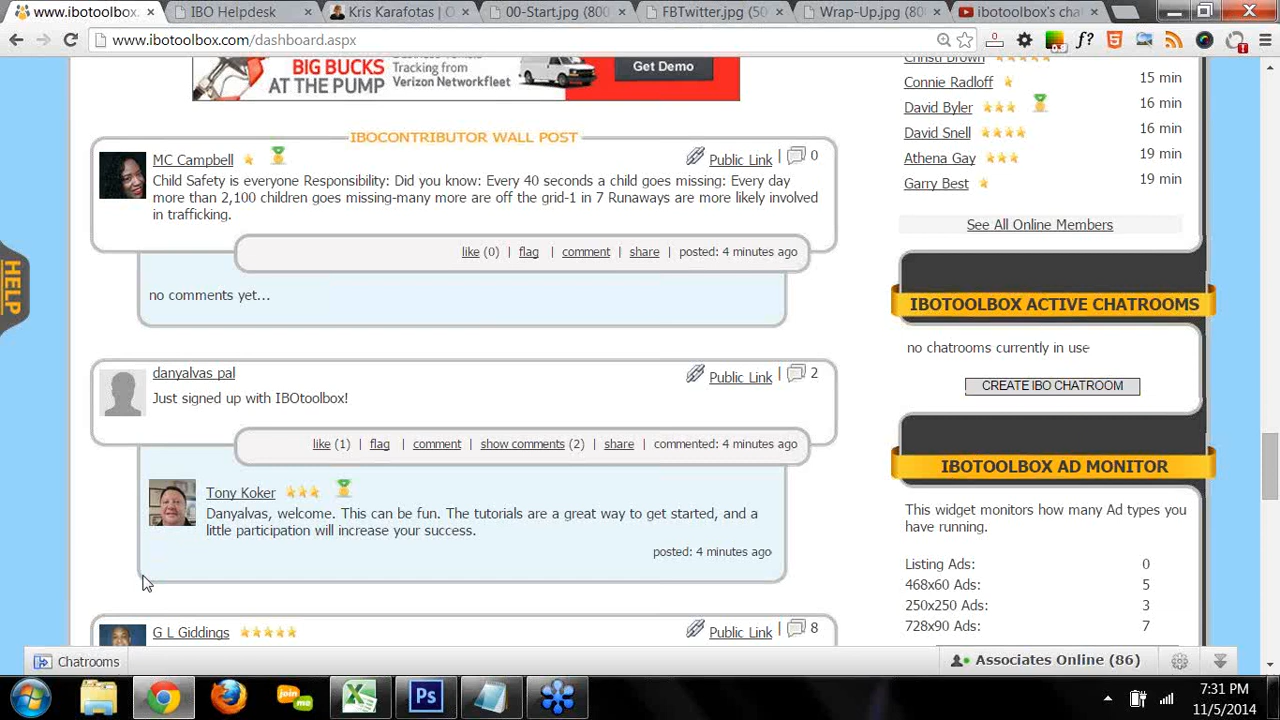 www.ibotoolbox.
IBO Helpdesk
Kris Karafotas | O
00-Start.jpg (800
FBTwitter.jpg (50
Wrap-Up.jpg (800
ibotoolbox's cha
www.ibotoolbox.com/dashboard.aspx
BIG BUCKS
AT THE PUMP
Tracking from
Verizon Networkfleet
Get Demo
IBOCONTRIBUTOR WALL POST
MC Campbell
Public Link | 0
Child Safety is everyone Responsibility: Did you know: Every 40 seconds a child goes missing: Every day
more than 2,100 children goes missing-many more are off the grid-1 in 7 Runaways are more likely involved
in trafficking.
like (0) | flag | comment | share | posted: 4 minutes ago
no comments yet...
danyalvas pal
Public Link | 2
Just signed up with IBOtoolbox!
like (1) | flag | comment | show comments (2) | share | commented: 4 minutes ago
Tony Koker
Danyalvas, welcome. This can be fun. The tutorials are a great way to get started, and a
little participation will increase your success.
posted: 4 minutes ago
G L Giddings
Public Link | 8
HELP
Christi Brown
Connie Radloff 15 min
David Byler 16 min
David Snell 16 min
Athena Gay 19 min
Garry Best 19 min
See All Online Members
IBOTOOLBOX ACTIVE CHATROOMS
no chatrooms currently in use
CREATE IBO CHATROOM
IBOTOOLBOX AD MONITOR
This widget monitors how many Ad types you
have running.
Listing Ads: 0
468x60 Ads: 5
250x250 Ads: 3
728x90 Ads: 7
Chatrooms
Associates Online (86)
join
me
Ps
7:31 PM
11/5/2014